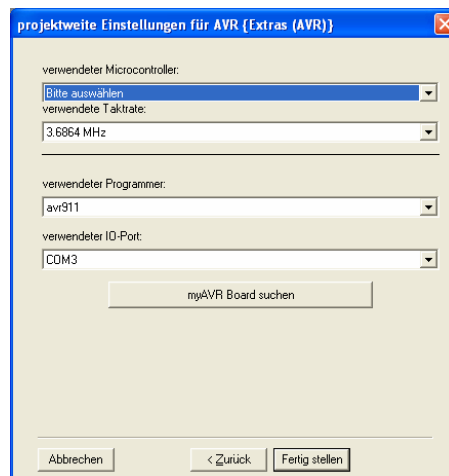 projektweite Einstellungen für AVR {Extras (AVR)}
verwendeter Microcontroller:
Bitte auswählen
verwendete Taktrate:
3.6864 MHz
verwendeter Programmer:
avr911
verwendeter IO-Port:
COM3
myAVR Board suchen
Abbrechen
< Zurück
Fertig stellen